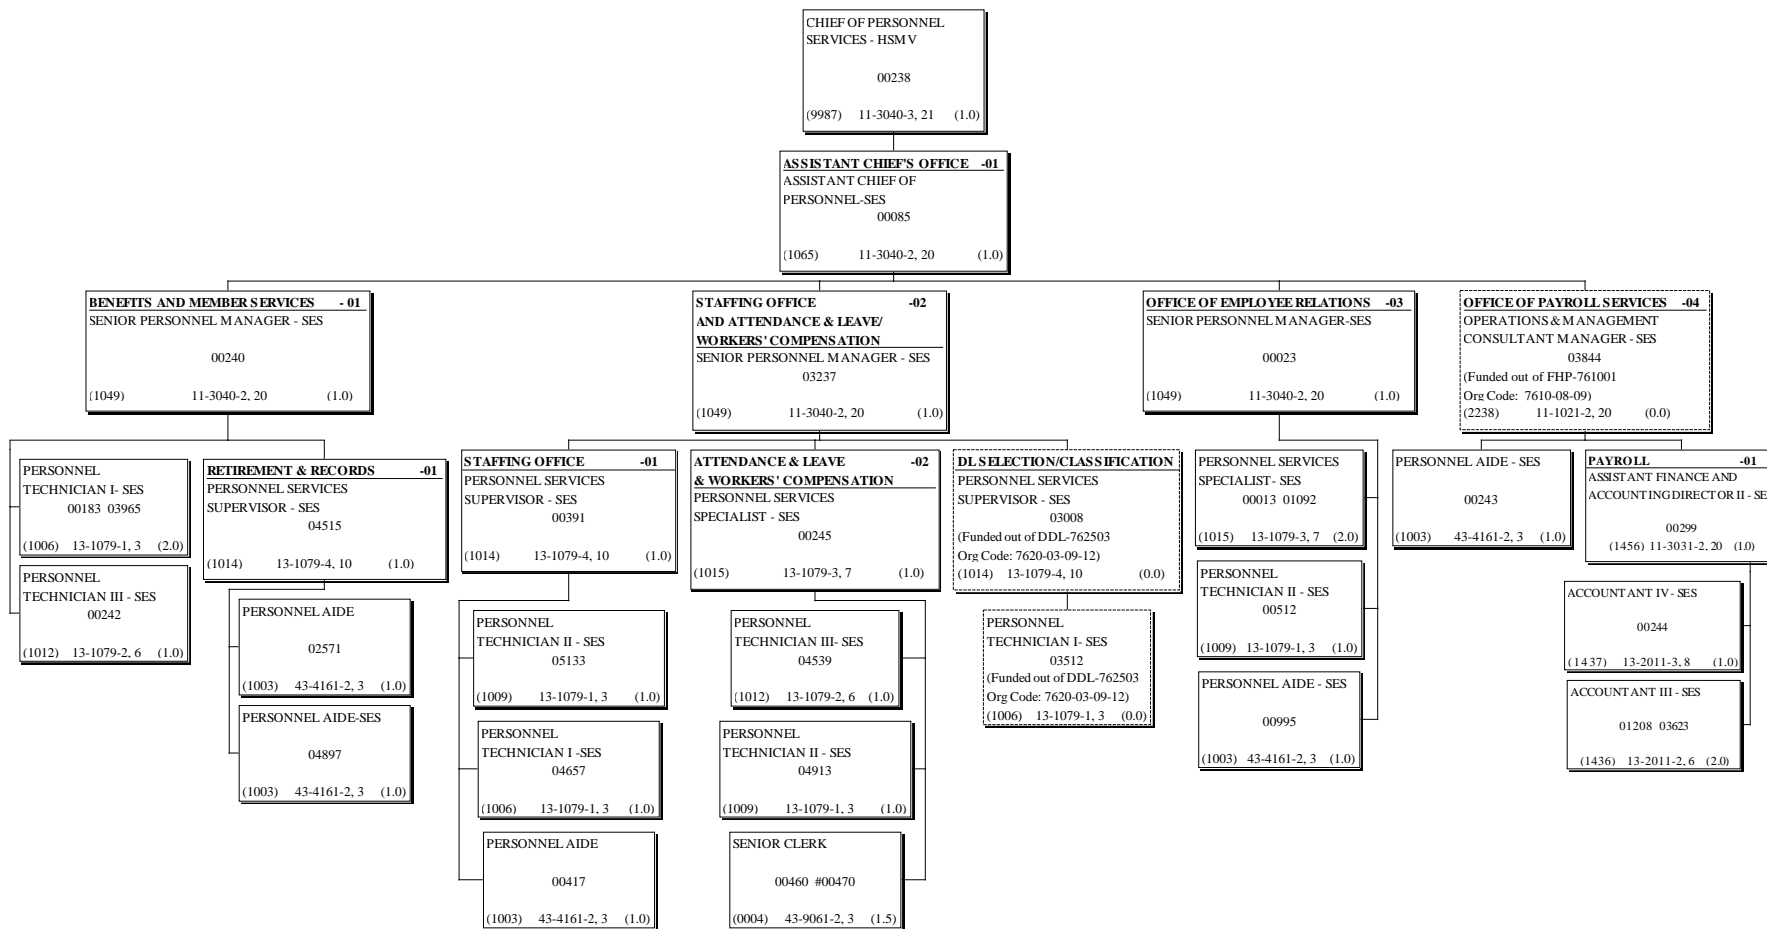 CHIEF OF PERSONNEL
SERVICES - HSMV
00238
(9987) 11-3040-3, 21 (1.0)
ASSISTANT CHIEF'S OFFICE -01
ASSISTANT CHIEF OF
PERSONNEL-SES
00085
(1065) 11-3040-2, 20 (1.0)
BENEFITS AND MEMBER SERVICES - 01
SENIOR PERSONNEL MANAGER - SES
00240
(1049) 11-3040-2, 20 (1.0)
STAFFING OFFICE -02
AND ATTENDANCE & LEAVE/
WORKERS' COMPENSATION
SENIOR PERSONNEL MANAGER - SES
03237
(1049) 11-3040-2, 20 (1.0)
OFFICE OF EMPLOYEE RELATIONS -03
SENIOR PERSONNEL MANAGER-SES
00023
(1049) 11-3040-2, 20 (1.0)
OFFICE OF PAYROLL SERVICES -04
OPERATIONS & MANAGEMENT
CONSULTANT MANAGER - SES
03844
(Funded out of FHP-761001
Org Code: 7610-08-09)
(2238) 11-1021-2, 20 (0.0)
PERSONNEL
TECHNICIAN I- SES
00183 03965
(1006) 13-1079-1, 3 (2.0)
PERSONNEL
TECHNICIAN III - SES
00242
(1012) 13-1079-2, 6 (1.0)
RETIREMENT & RECORDS -01
PERSONNEL SERVICES
SUPERVISOR - SES
04515
(1014) 13-1079-4, 10 (1.0)
PERSONNEL AIDE
02571
(1003) 43-4161-2, 3 (1.0)
PERSONNEL AIDE-SES
04897
(1003) 43-4161-2, 3 (1.0)
STAFFING OFFICE -01
PERSONNEL SERVICES
SUPERVISOR - SES
00391
(1014) 13-1079-4, 10 (1.0)
PERSONNEL
TECHNICIAN II - SES
05133
(1009) 13-1079-1, 3 (1.0)
PERSONNEL
TECHNICIAN I -SES
04657
(1006) 13-1079-1, 3 (1.0)
PERSONNEL AIDE
00417
(1003) 43-4161-2, 3 (1.0)
ATTENDANCE & LEAVE -02
& WORKERS' COMPENSATION
PERSONNEL SERVICES
SPECIALIST - SES
00245
(1015) 13-1079-3, 7 (1.0)
PERSONNEL
TECHNICIAN III- SES
04539
(1012) 13-1079-2, 6 (1.0)
PERSONNEL
TECHNICIAN II - SES
04913
(1009) 13-1079-1, 3 (1.0)
SENIOR CLERK
00460 #00470
(0004) 43-9061-2, 3 (1.5)
DL SELECTION/CLASSIFICATION
PERSONNEL SERVICES
SUPERVISOR - SES
03008
(Funded out of DDL-762503
Org Code: 7620-03-09-12)
(1014) 13-1079-4, 10 (0.0)
PERSONNEL
TECHNICIAN I- SES
03512
(Funded out of DDL-762503
Org Code: 7620-03-09-12)
(1006) 13-1079-1, 3 (0.0)
PERSONNEL SERVICES
SPECIALIST- SES
00013 01092
(1015) 13-1079-3, 7 (2.0)
PERSONNEL
TECHNICIAN II - SES
00512
(1009) 13-1079-1, 3 (1.0)
PERSONNEL AIDE - SES
00995
(1003) 43-4161-2, 3 (1.0)
PERSONNEL AIDE - SES
00243
(1003) 43-4161-2, 3 (1.0)
PAYROLL -01
ASSISTANT FINANCE AND
ACCOUNTING DIRECTOR II - SE
00299
(1456) 11-3031-2, 20 (1.0)
ACCOUNTANT IV - SES
00244
(1437) 13-2011-3, 8 (1.0)
ACCOUNTANT III - SES
01208 03623
(1436) 13-2011-2, 6 (2.0)